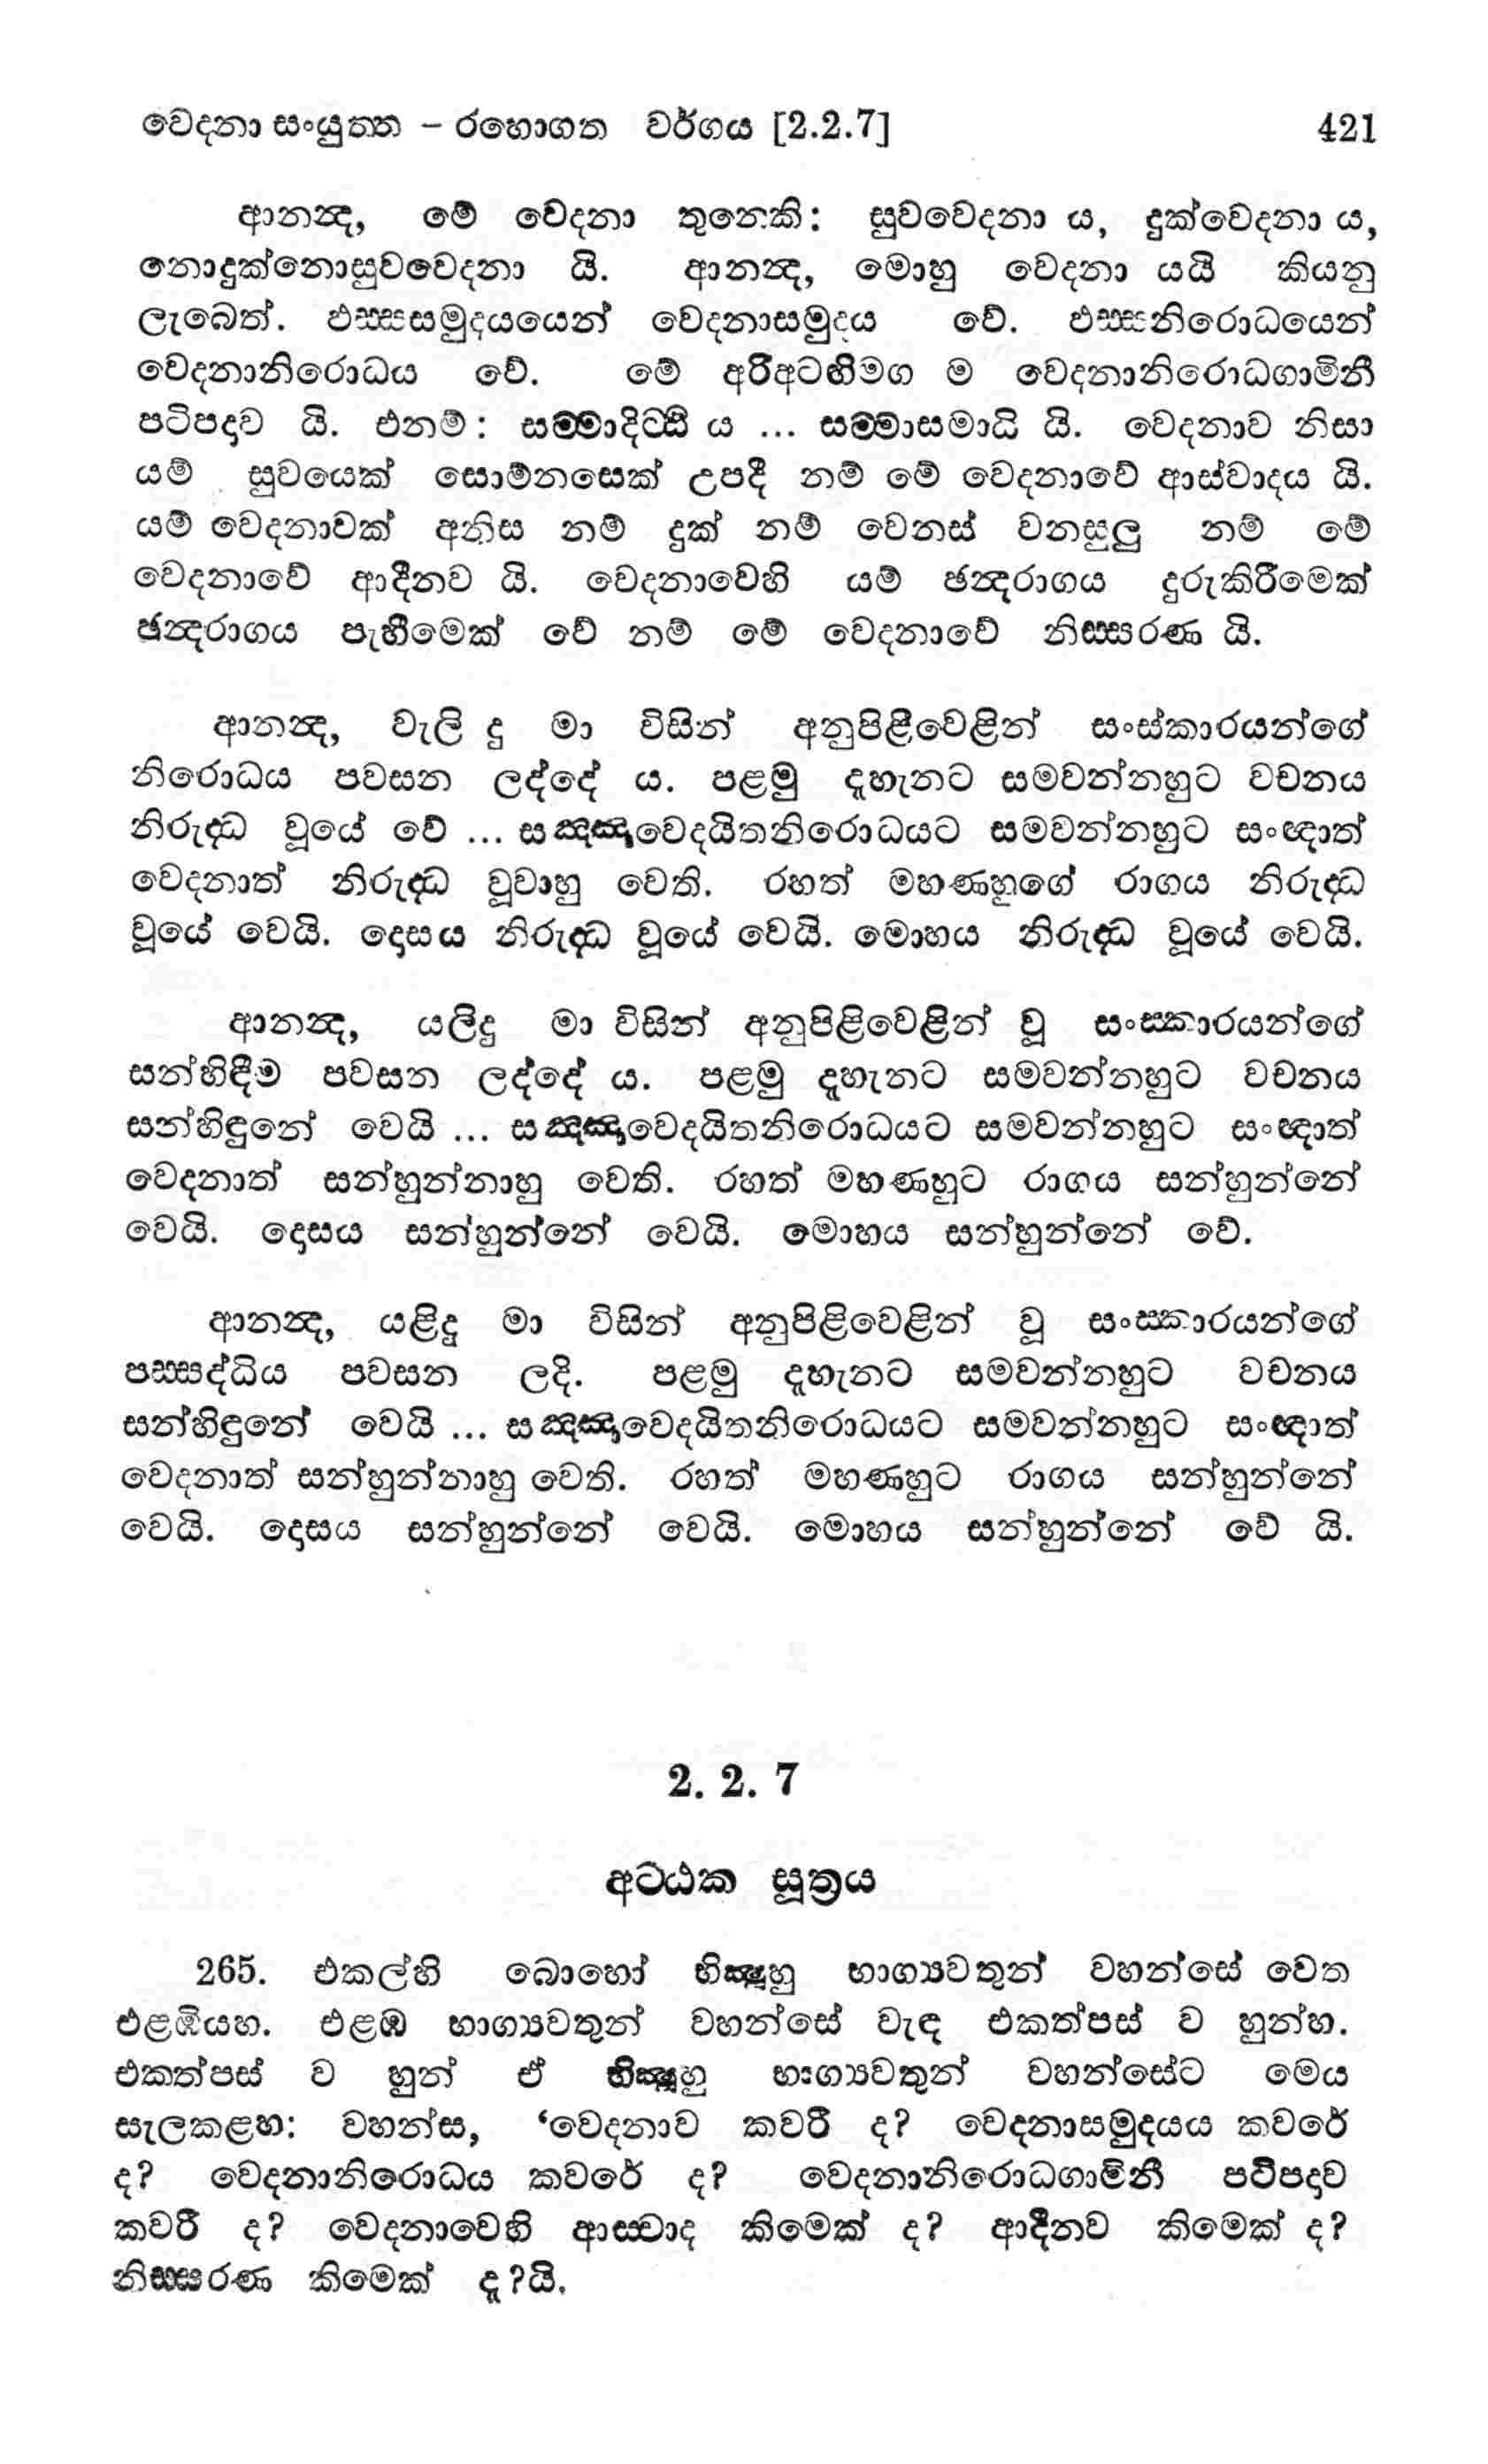 වෙදනා සංයුත්ත – රහොගත වර්ගය [2.2.7] 421
ආනන්ද, මේ වේදනා තුනෙකි: සුවවෙදනා ය, දුක්වෙදනා ය,
නොදුක්නොසුවවෙදනා යි. ආනන්ද, මොහු වෙදනා යයි කියනු
ලැබෙත්. ඵස්සසමුදයයෙන් වෙදනාසමුදය වේ. ඵස්සනිරොධයෙන්
වෙදනානිරොධය වේ. මේ අරිඅටඟිමග ම වෙදනානිරොධගාමිනී
පටිපදාව යි. එනම්: සම්මාදිට්ඨි ය ... සම්මාසමාධි යි. වෙදනාව නිසා
යම් සුවයෙක් සොම්නසෙක් උපදී නම් මේ වෙදනාවේ ආස්වාදය යි.
යම් වෙදනාවක් අනිස නම් දුක් නම් වෙනස් වනසුලු නම් මේ
වෙදනාවේ ආදීනව යි. වෙදනාවෙහි යම් ඡන්දරාගය දුරුකිරීමෙක්
ඡන්දරාගය පැහීමෙක් වේ නම් මේ වෙදනාවේ නිස්සරණ යි.
ආනන්ද, වැලි දු මා විසින් අනුපිළිවෙළින් සංස්කාරයන්ගේ
නිරොධය පවසන ලද්දේ ය. පළමු දැහැනට සමවන්නහුට වචනය
නිරුද්ධ වූයේ වේ ... සඤ්ඤාවෙදයිතනිරොධයට සමවන්නහුට සංඥාත්
වෙදනාත් නිරුද්ධ වූවාහු වෙති. රහත් මහණහුගේ රාගය නිරුද්ධ
වූයේ වෙයි. දොසය නිරුද්ධ වූයේ වෙයි. මොහය නිරුද්ධ වූයේ වෙයි.
ආනන්ද, යලිදු මා විසින් අනුපිළිවෙළින් වූ සංස්කාරයන්ගේ
සන්හිඳීම පවසන ලද්දේ ය. පළමු දැහැනට සමවන්නහුට වචනය
සන්හිඳුනේ වෙයි ... සඤ්ඤාවෙදයිතනිරොධයට සමවන්නහුට සංඥාත්
වෙදනාත් සන්හුන්නාහු වෙති. රහත් මහණහුට රාගය සන්හුන්නේ
වෙයි. දොසය සන්හුන්නේ වෙයි. මොහය සන්හුන්නේ වේ.
ආනන්ද, යළිදු මා විසින් අනුපිළිවෙළින් වූ සංස්කාරයන්ගේ
පස්සද්ධිය පවසන ලදි. පළමු දැහැනට සමවන්නහුට වචනය
සන්හිඳුනේ වෙයි ... සඤ්ඤාවෙදයිතනිරොධයට සමවන්නහුට සංඥාත්
වෙදනාත් සන්හුන්නාහු වෙති. රහත් මහණහුට රාගය සන්හුන්නේ
වෙයි. දොසය සන්හුන්නේ වෙයි. මොහය සන්හුන්නේ වේ යි.
2. 2. 7
අට්ඨක සූත්‍රය
265. එකල්හි බොහෝ භික්ෂූහු භාග්‍යවතුන් වහන්සේ වෙත
එළඹියහ. එළඹ භාග්‍යවතුන් වහන්සේ වැඳ එකත්පස් ව හුන්හ.
එකත්පස් ව හුන් ඒ භික්ෂූහු භාග්‍යවතුන් වහන්සේට මෙය
සැලකළහ: වහන්ස, ‘වෙදනාව කවරී ද? වෙදනාසමුදයය කවරේ
ද? වෙදනානිරොධය කවරේ ද? වෙදනානිරොධගාමිනී පටිපදාව
කවරී ද? වෙදනාවෙහි ආස්වාද කිමෙක් ද? ආදීනව කිමෙක් ද?
නිස්සරණ කිමෙක් දැ?යි.